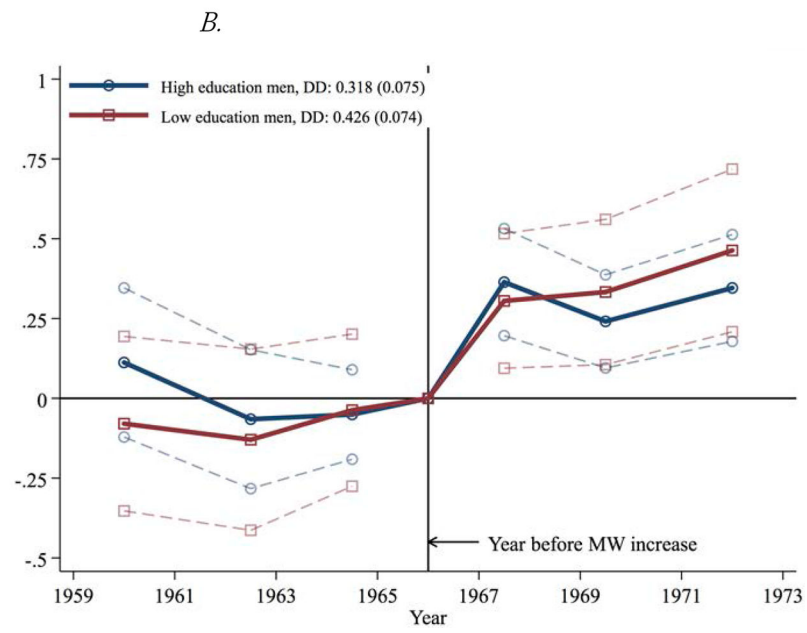 B.
High education men, DD: 0.318 (0.075)
Low education men, DD: 0.426 (0.074)
1
.75
.5
.25
0
-.25
-.5
Year before MW increase
1959 1961 1963 1965 1967 1969 1971 1973
Year